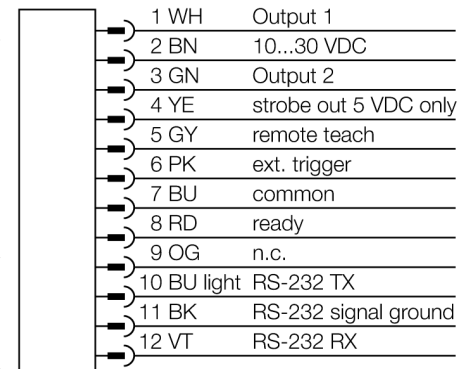 1 WH Output 1
2 BN 10...30 VDC
3 GN Output 2
4 YE strobe out 5 VDC only
5 GY remote teach
6 PK ext. trigger
7 BU common
8 RD ready
9 OG n.c.
10 BU light RS-232 TX
11 BK RS-232 signal ground
12 VT RS-232 RX